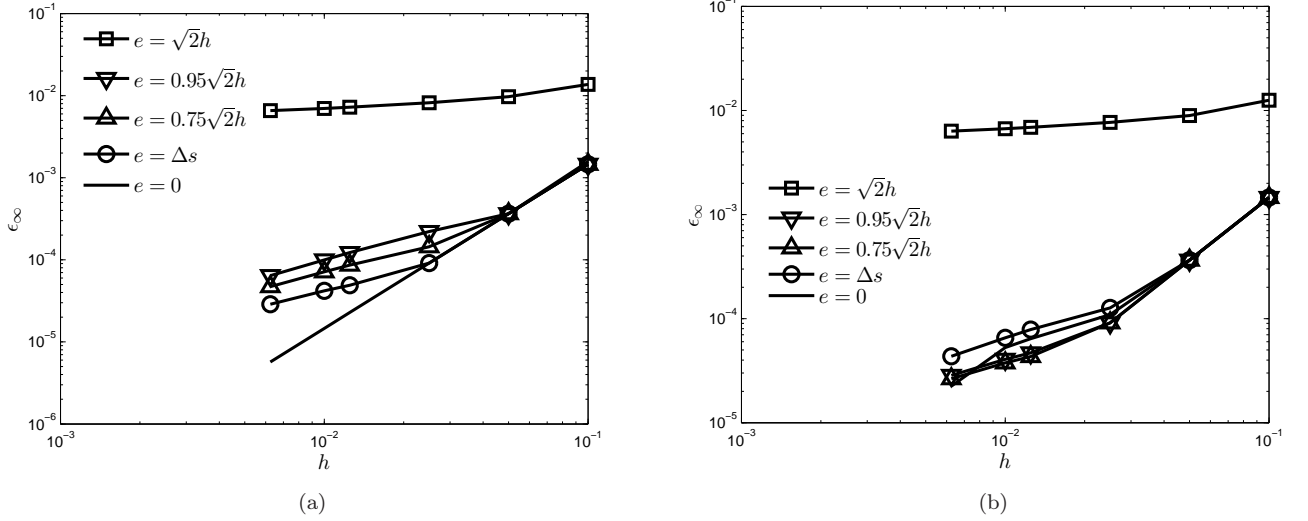 10⁻¹
10⁻²
10⁻³
10⁻⁴
10⁻⁵
10⁻⁶
ϵ∞
e = √2h
e = 0.95√2h
e = 0.75√2h
e = Δs
e = 0
10⁻³
10⁻²
10⁻¹
h
(a)
10⁻¹
10⁻²
10⁻³
10⁻⁴
10⁻⁵
ϵ∞
e = √2h
e = 0.95√2h
e = 0.75√2h
e = Δs
e = 0
10⁻³
10⁻²
10⁻¹
h
(b)